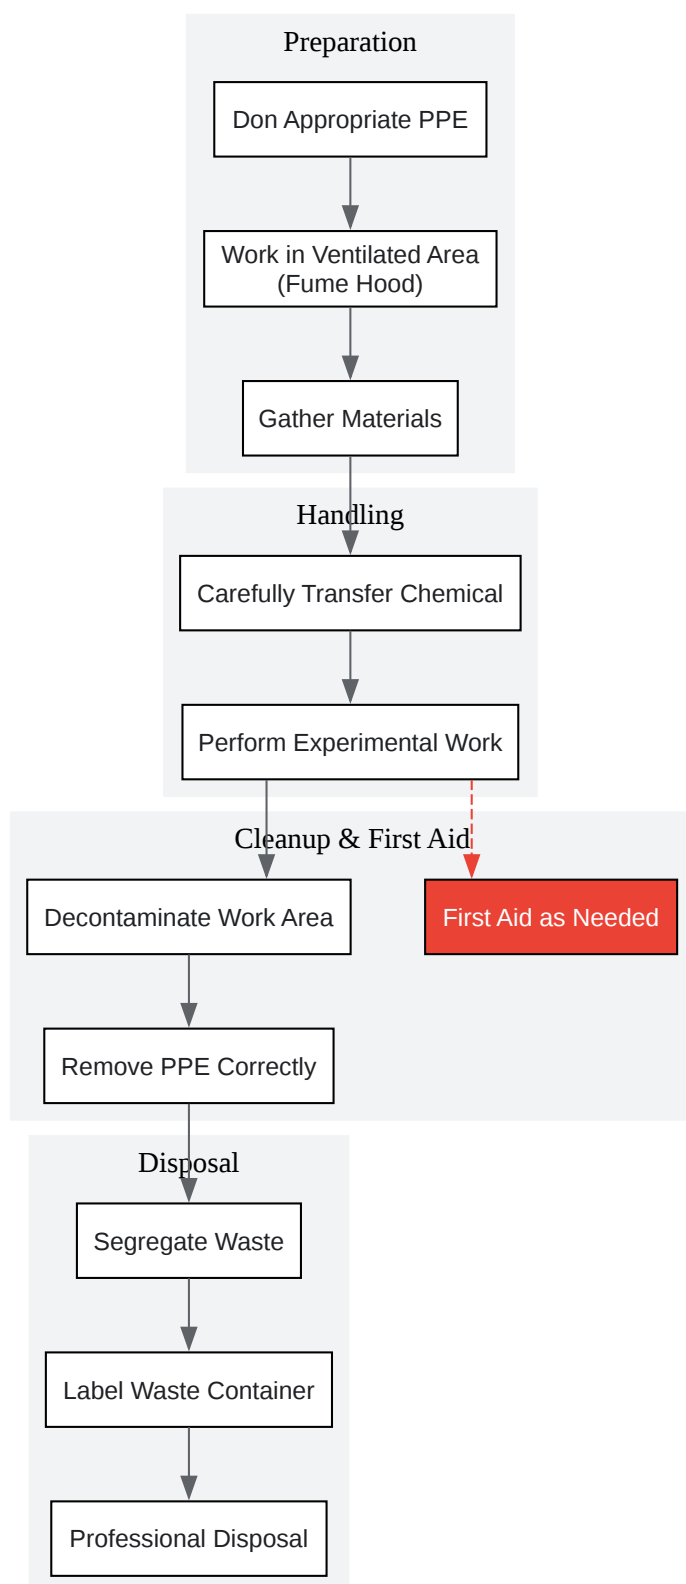 Preparation
Don Appropriate PPE
Work in Ventilated Area
(Fume Hood)
Gather Materials
Handling
Carefully Transfer Chemical
Perform Experimental Work
Cleanup & First Aid
Decontaminate Work Area
First Aid as Needed
Remove PPE Correctly
Disposal
Segregate Waste
Label Waste Container
Professional Disposal